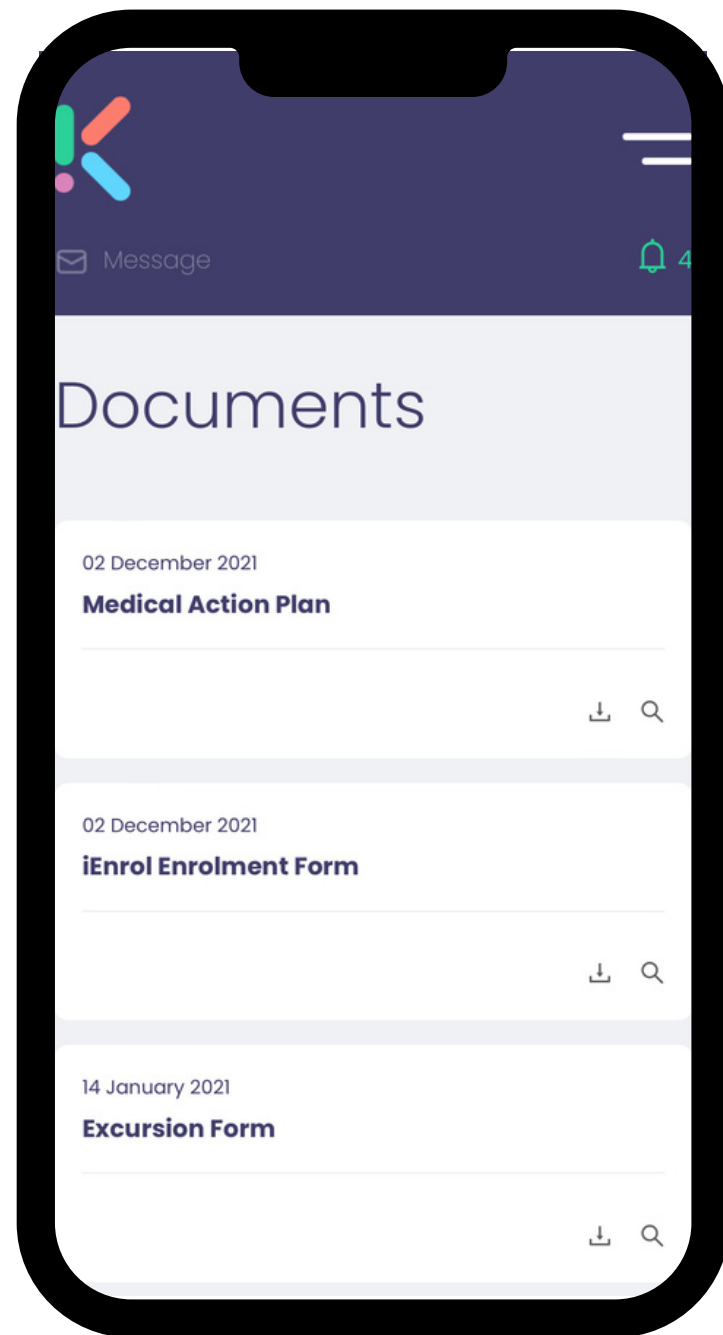 Message
4
Documents
02 December 2021
Medical Action Plan
02 December 2021
iEnrol Enrolment Form
14 January 2021
Excursion Form